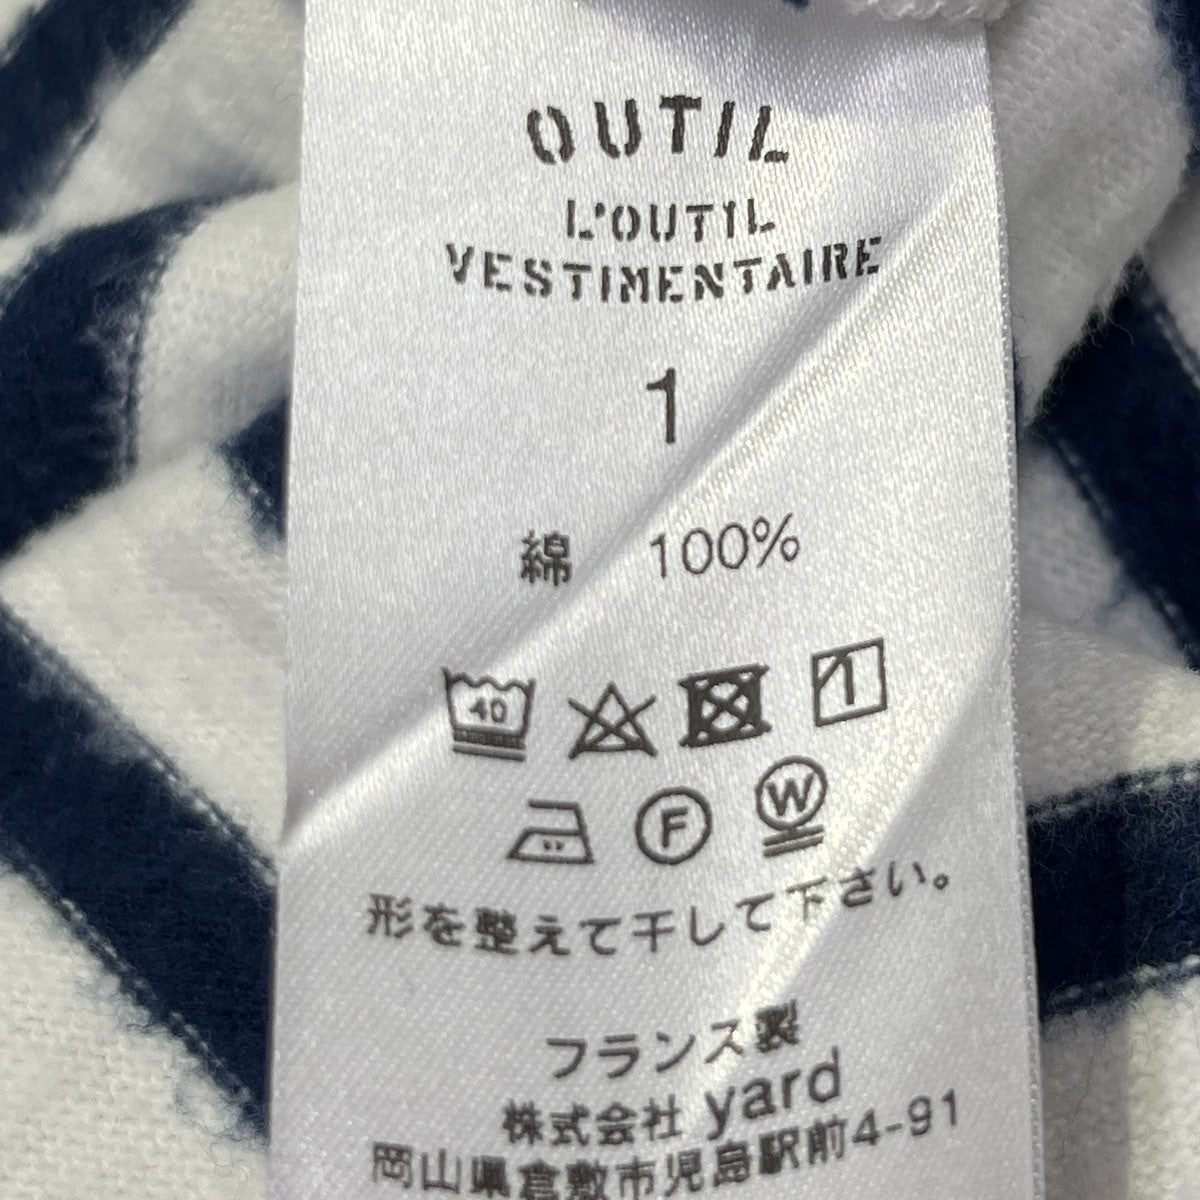 OUTIL
L'OUTIL
VESTIMENTAIRE
1
綿 100%
40
1
F
W
形を整えて干して下さい。
フランス製
株式会社 yard
岡山県倉敷市児島駅前4-91